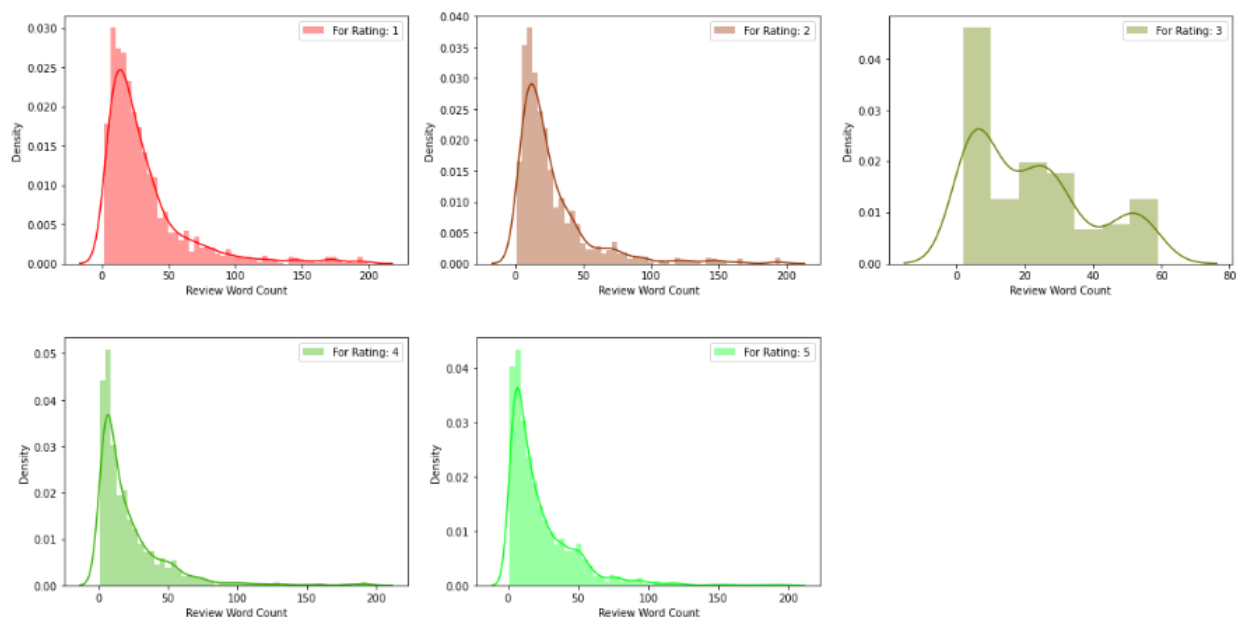 For Rating: 1
0.030
0.025
0.020
0.015
0.010
0.005
0.000
Density
0 50 100 150 200
Review Word Count
For Rating: 2
0.040
0.035
0.030
0.025
0.020
0.015
0.010
0.005
0.000
Density
0 50 100 150 200
Review Word Count
For Rating: 3
0.04
0.03
0.02
0.01
0.00
Density
0 20 40 60 80
Review Word Count
For Rating: 4
0.05
0.04
0.03
0.02
0.01
0.00
Density
0 50 100 150 200
Review Word Count
For Rating: 5
0.04
0.03
0.02
0.01
0.00
Density
0 50 100 150 200
Review Word Count